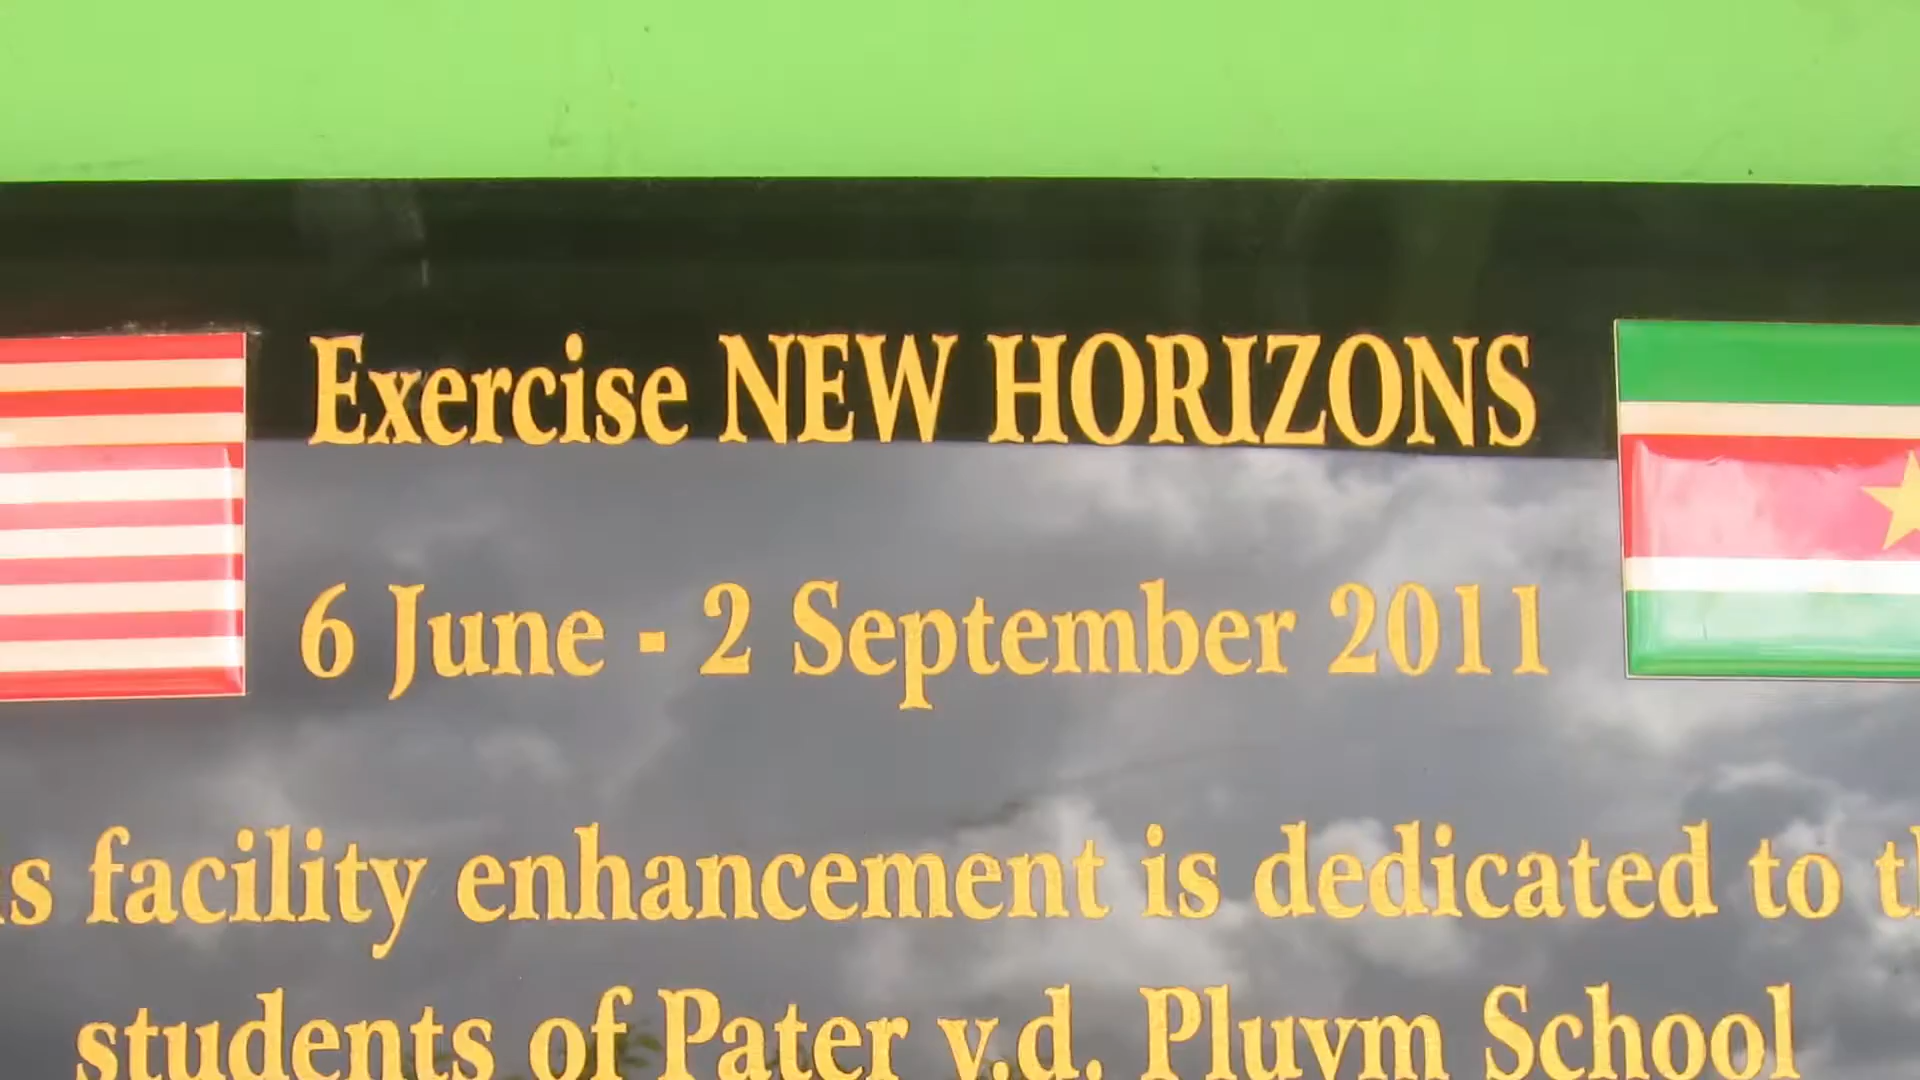 Exercise NEW HORIZONS
6 June - 2 September 2011
facility enhancement is dedicated to
students of Pater v.d. Pluym School